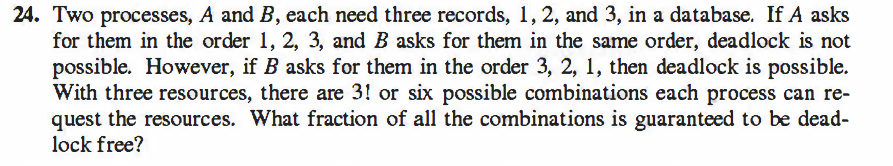 24. Two processes, A and B, each need three records, 1, 2, and 3, in a database. If A asks
for them in the order 1, 2, 3, and B asks for them in the same order, deadlock is not
possible. However, if B asks for them in the order 3, 2, 1, then deadlock is possible.
With three resources, there are 3! or six possible combinations each process can re-
quest the resources. What fraction of all the combinations is guaranteed to be dead-
lock free?